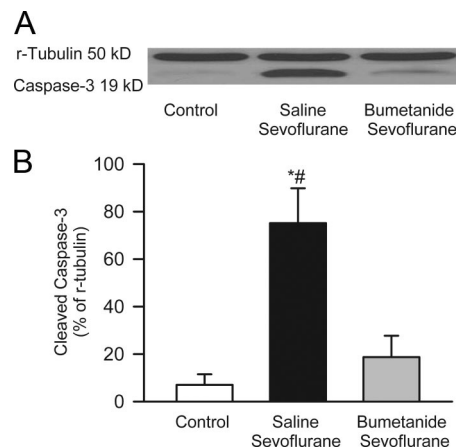 A
r-Tubulin 50 kD
Caspase-3 19 kD
Control
Saline
Sevoflurane
Bumetanide
Sevoflurane
B
Cleaved Caspase-3
(% of r-tubulin)
100
80
60
40
20
0
*#
Control
Saline
Sevoflurane
Bumetanide
Sevoflurane